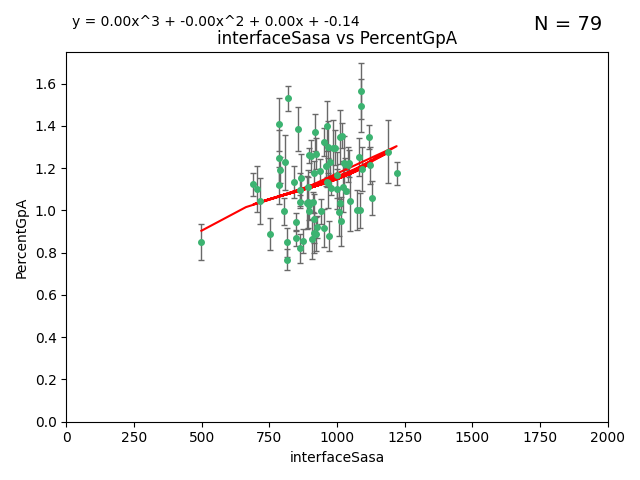 y = 0.00x^3 + -0.00x^2 + 0.00x + -0.14
N = 79
interfaceSasa vs PercentGpA
PercentGpA
1.6
1.4
1.2
1.0
0.8
0.6
0.4
0.2
0.0
0 250 500 750 1000 1250 1500 1750 2000
interfaceSasa